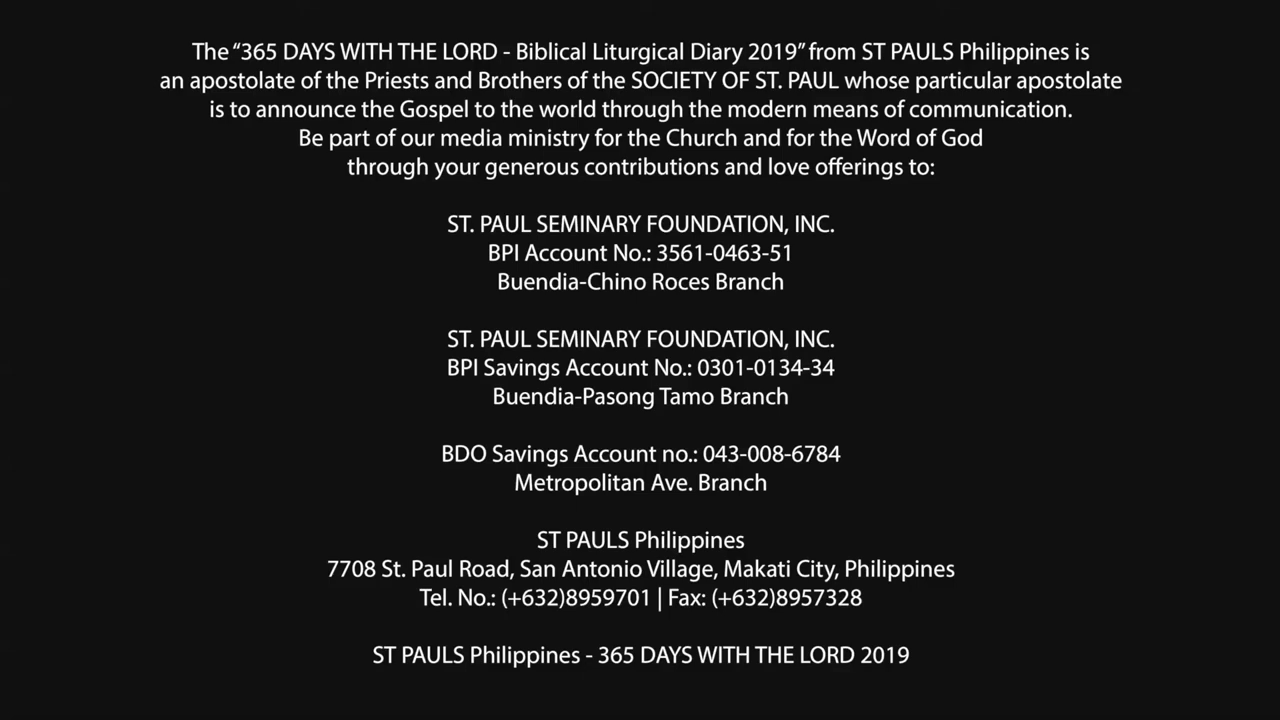 The “365 DAYS WITH THE LORD - Biblical Liturgical Diary 2019” from ST PAULS Philippines is
an apostolate of the Priests and Brothers of the SOCIETY OF ST. PAUL whose particular apostolate
is to announce the Gospel to the world through the modern means of communication.
Be part of our media ministry for the Church and for the Word of God
through your generous contributions and love offerings to:
ST. PAUL SEMINARY FOUNDATION, INC.
BPI Account No.: 3561-0463-51
Buendia-Chino Roces Branch
ST. PAUL SEMINARY FOUNDATION, INC.
BPI Savings Account No.: 0301-0134-34
Buendia-Pasong Tamo Branch
BDO Savings Account no.: 043-008-6784
Metropolitan Ave. Branch
ST PAULS Philippines
7708 St. Paul Road, San Antonio Village, Makati City, Philippines
Tel. No.: (+632)8959701 | Fax: (+632)8957328
ST PAULS Philippines - 365 DAYS WITH THE LORD 2019